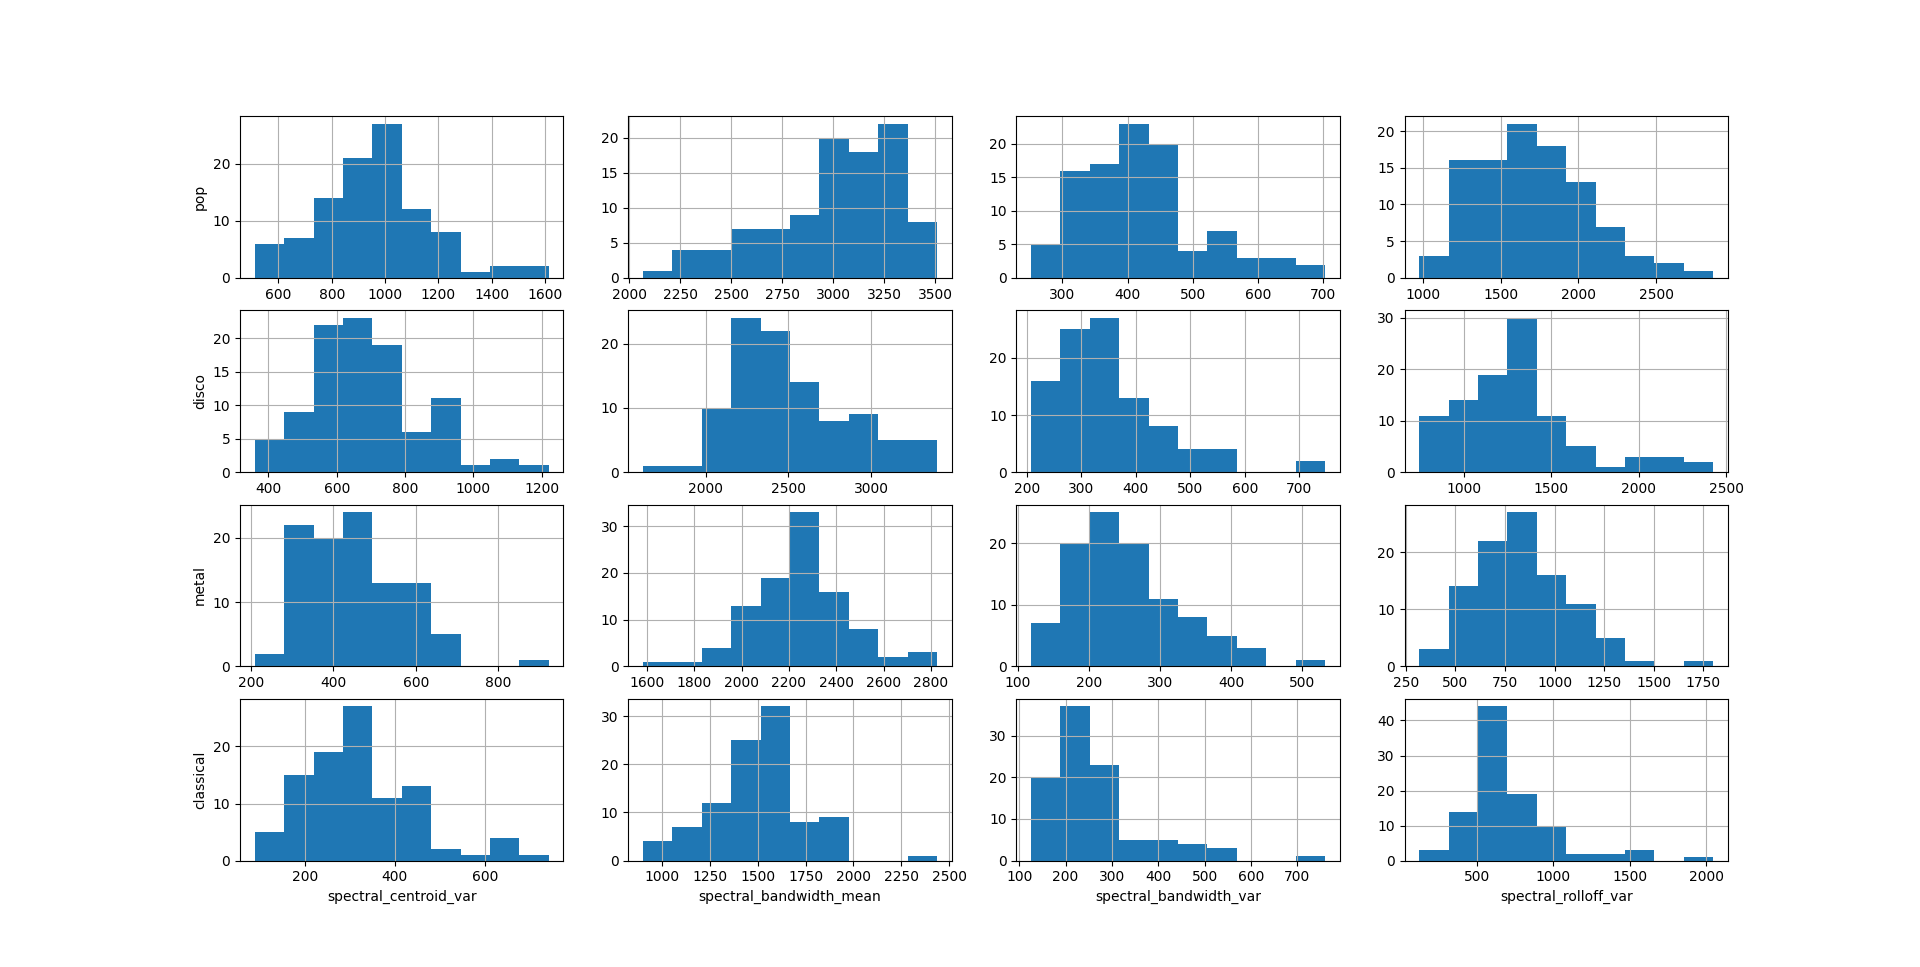 pop
20
10
0
600 800 1000 1200 1400 1600
20
15
10
5
0
2000 2250 2500 2750 3000 3250 3500
20
15
10
5
0
300 400 500 600 700
20
15
10
5
0
1000 1500 2000 2500
disco
20
15
10
5
0
400 600 800 1000 1200
20
10
0
2000 2500 3000
20
10
0
200 300 400 500 600 700
30
20
10
0
1000 1500 2000 2500
metal
20
10
0
200 400 600 800
30
20
10
0
1600 1800 2000 2200 2400 2600 2800
20
10
0
100 200 300 400 500
20
10
0
250 500 750 1000 1250 1500 1750
classical
20
10
0
200 400 600
spectral_centroid_var
30
20
10
0
1000 1250 1500 1750 2000 2250 2500
spectral_bandwidth_mean
30
20
10
0
100 200 300 400 500 600 700
spectral_bandwidth_var
40
30
20
10
0
500 1000 1500 2000
spectral_rolloff_var